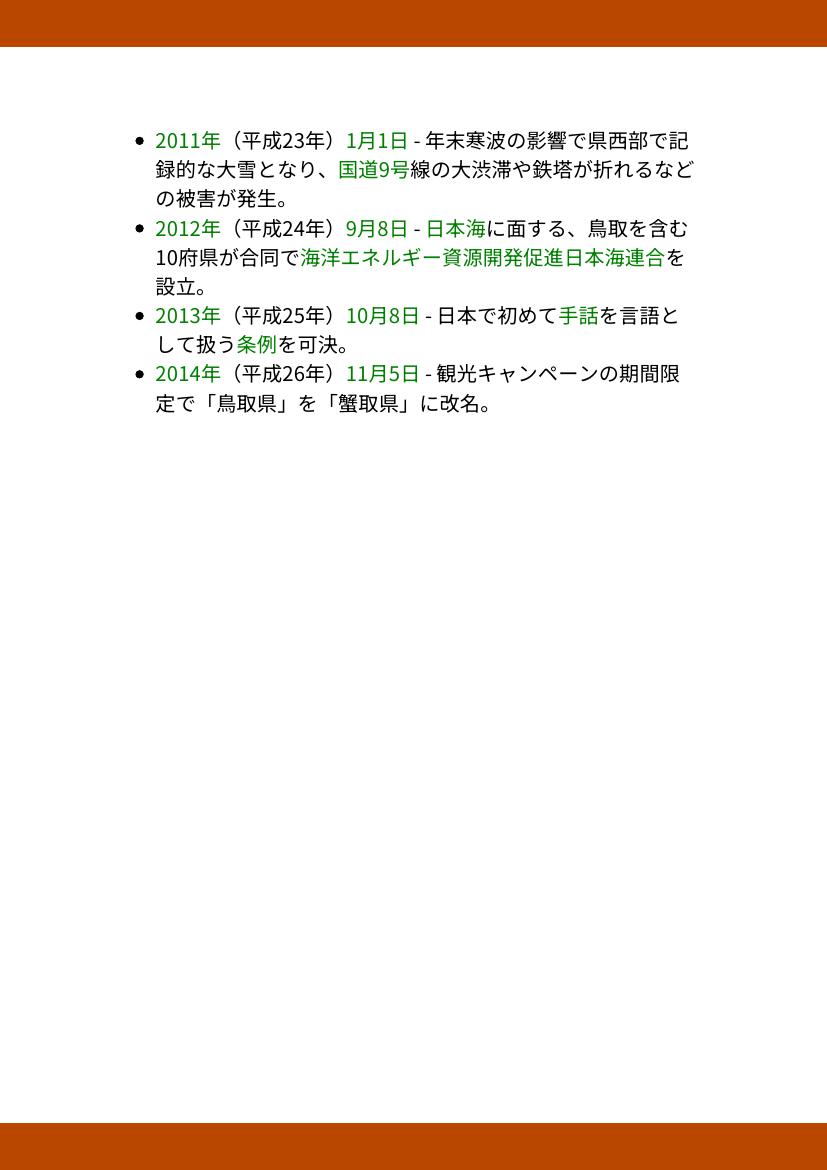 • 2011年（平成23年）1月1日 - 年末寒波の影響で県西部で記
録的な大雪となり、国道9号線の大渋滞や鉄塔が折れるなど
の被害が発生。
• 2012年（平成24年）9月8日 - 日本海に面する、鳥取を含む
10府県が合同で海洋エネルギー資源開発促進日本海連合を
設立。
• 2013年（平成25年）10月8日 - 日本で初めて手話を言語と
して扱う条例を可決。
• 2014年（平成26年）11月5日 - 観光キャンペーンの期間限
定で「鳥取県」を「蟹取県」に改名。